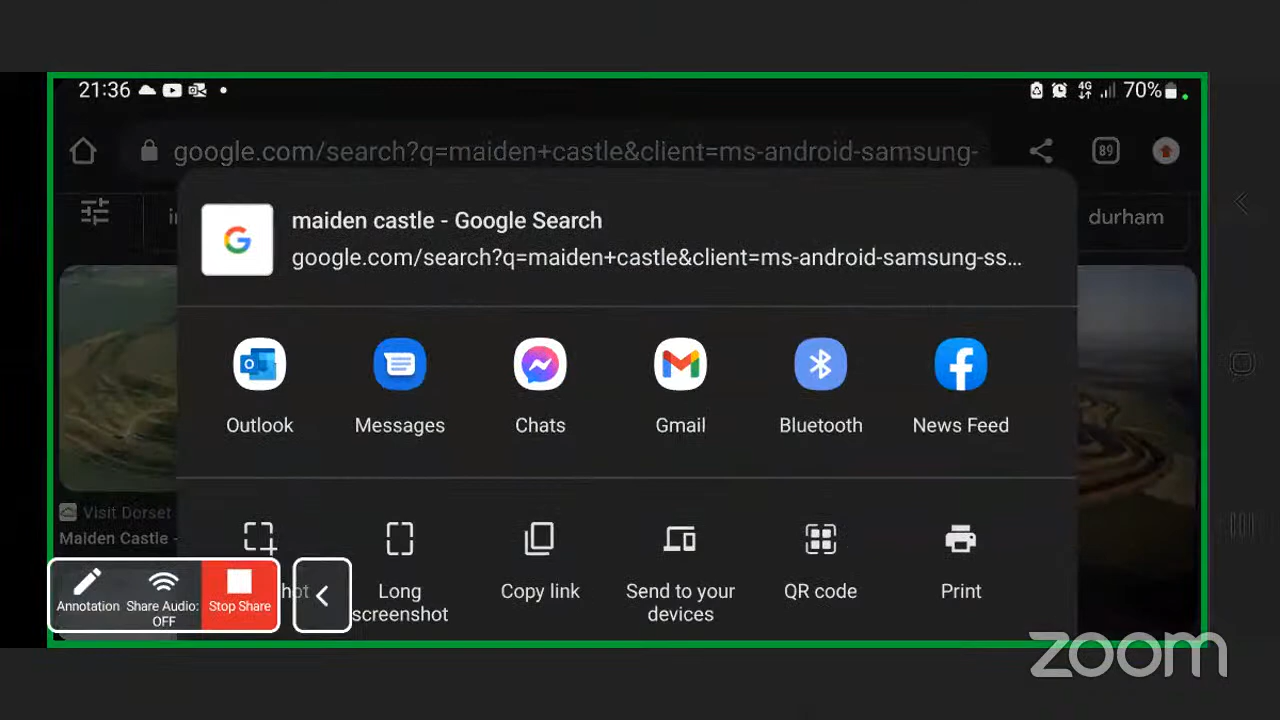 21:36
4G
70%
google.com/search?q=maiden+castle&client=ms-android-samsung-
89
durham
maiden castle - Google Search
google.com/search?q=maiden+castle&client=ms-android-samsung-ss...
Outlook
Messages
Chats
Gmail
Bluetooth
News Feed
Visit Dorset
Maiden Castle -
Long
screenshot
Copy link
Send to your
devices
QR code
Print
Annotation
Share Audio:
OFF
Stop Share
zoom